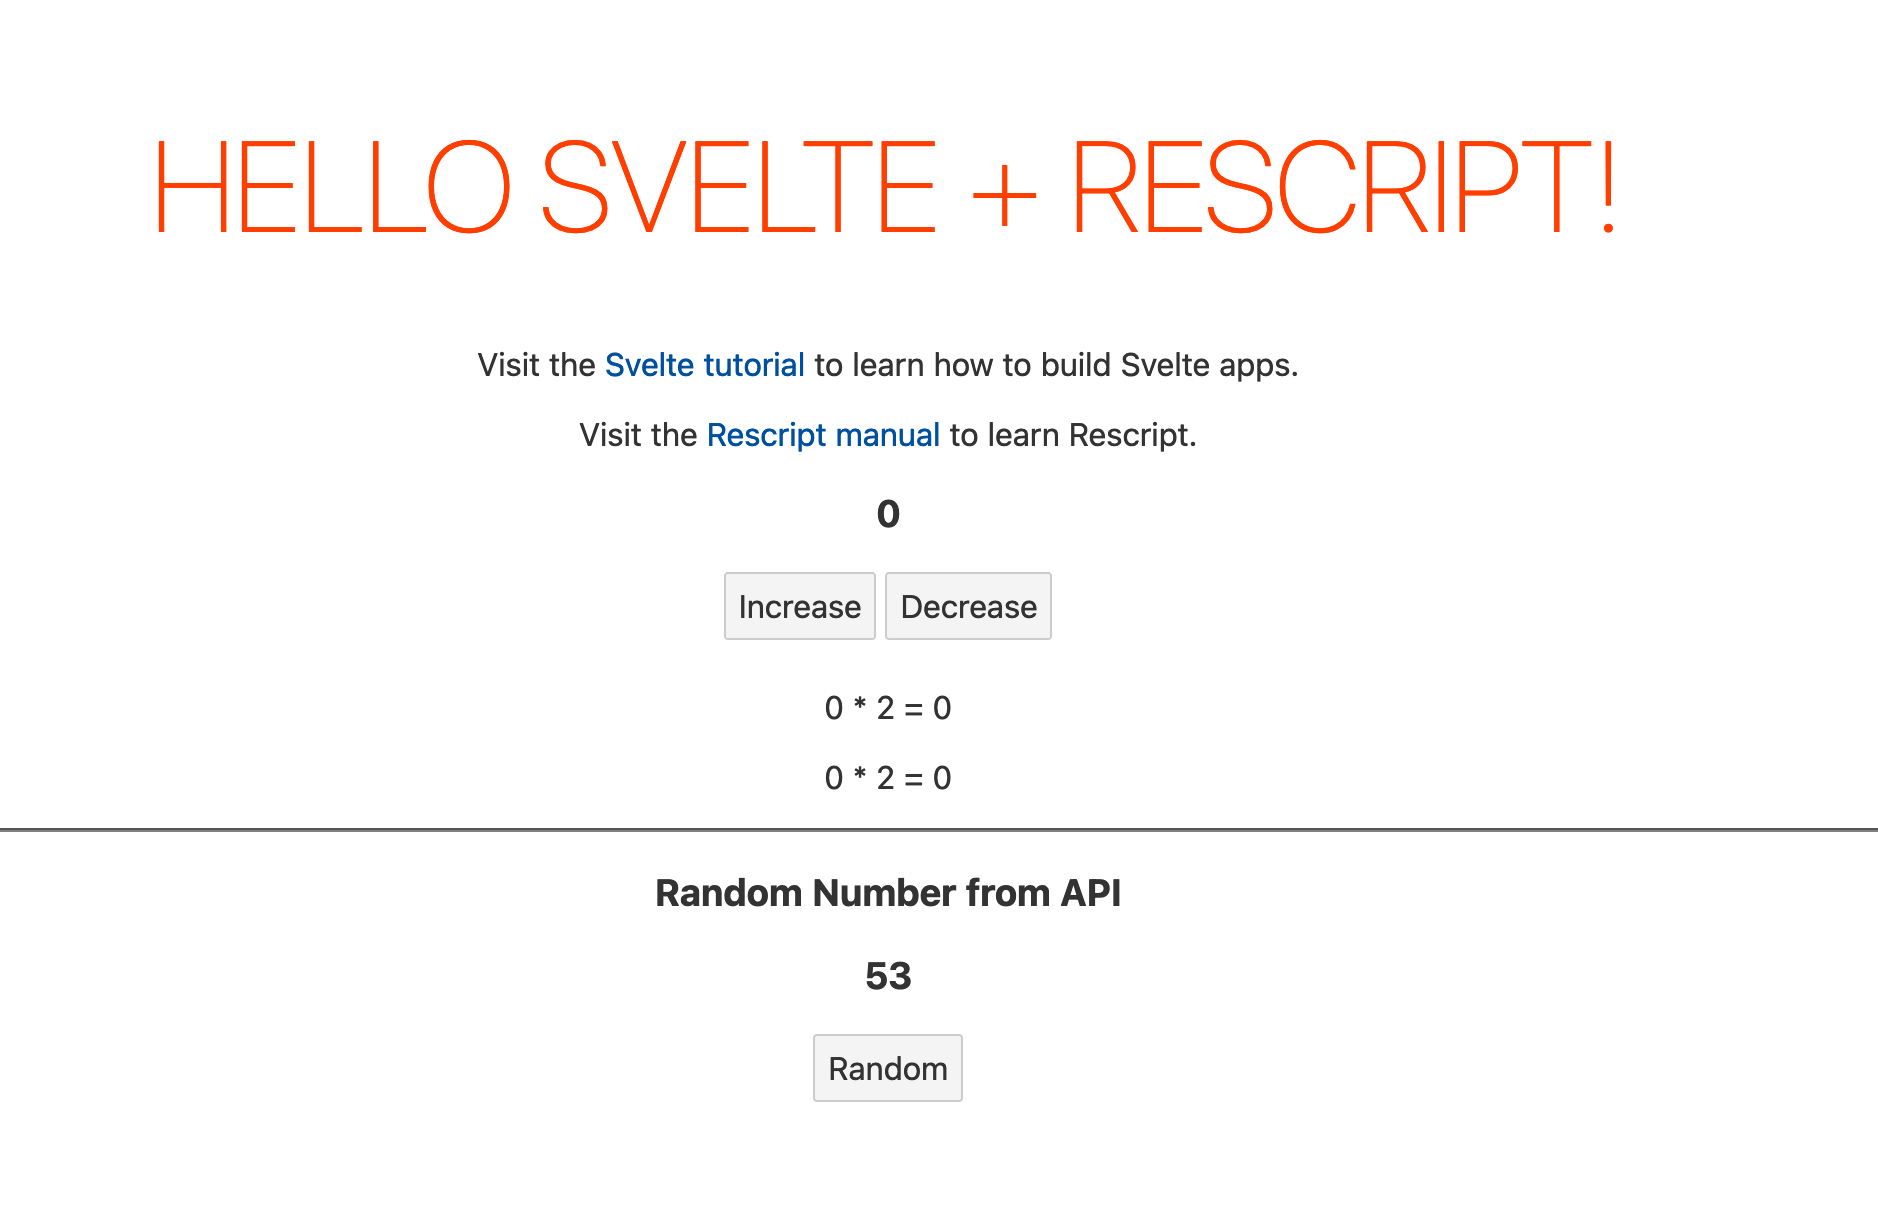 HELLO SVELTE + RESCRIPT!
Visit the Svelte tutorial to learn how to build Svelte apps.
Visit the Rescript manual to learn Rescript.
0
Increase Decrease
0 * 2 = 0
0 * 2 = 0
Random Number from API
53
Random